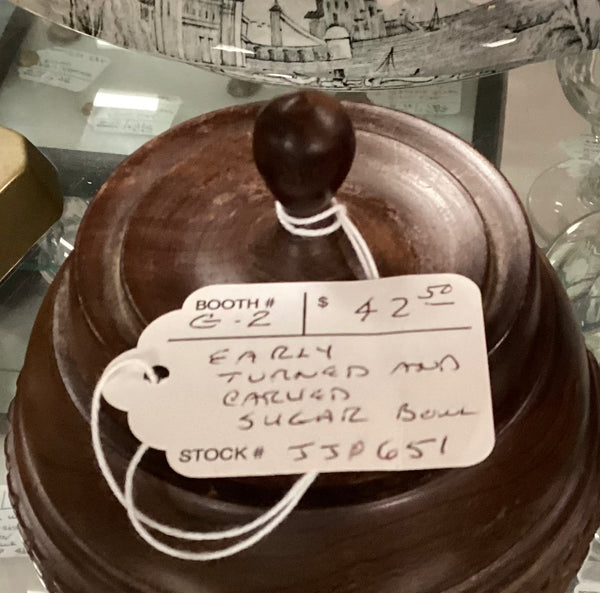 BOOTH # $ 42 50
G-2
EARLY
TURNED AND
CARVED
SUGAR BOWL
STOCK # JJP651